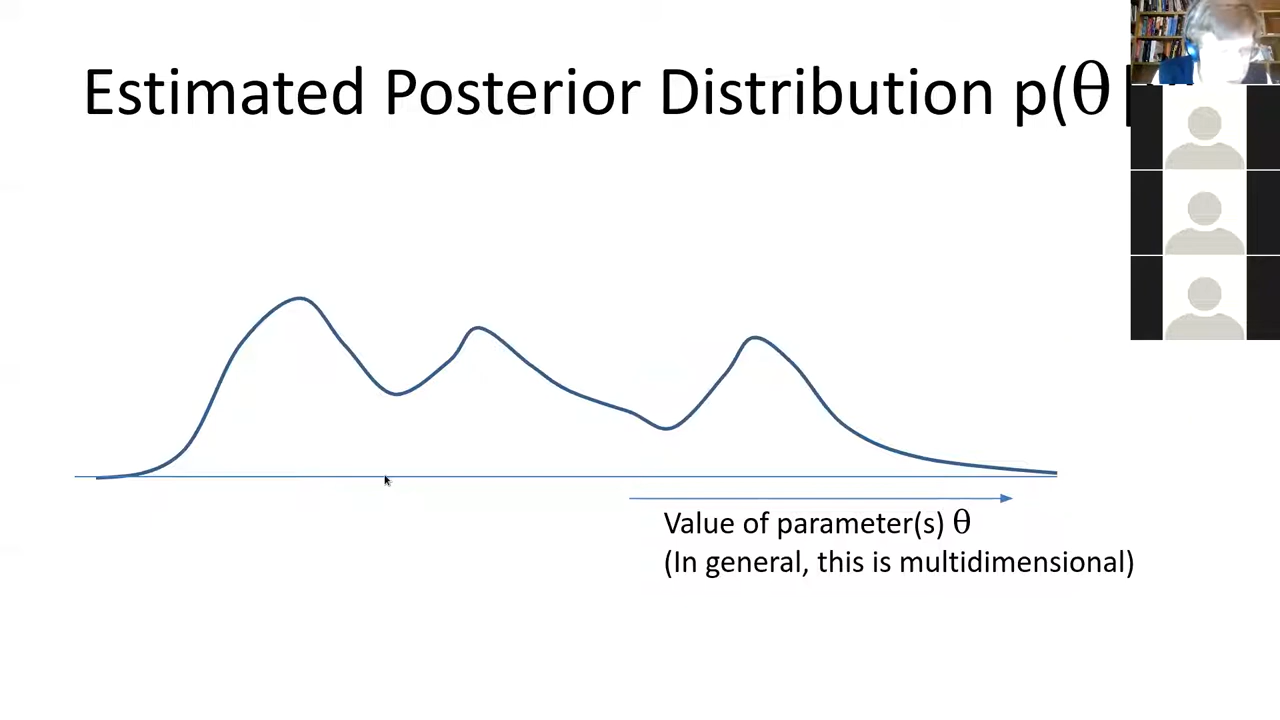 Estimated Posterior Distribution p(θ
Value of parameter(s) θ
(In general, this is multidimensional)